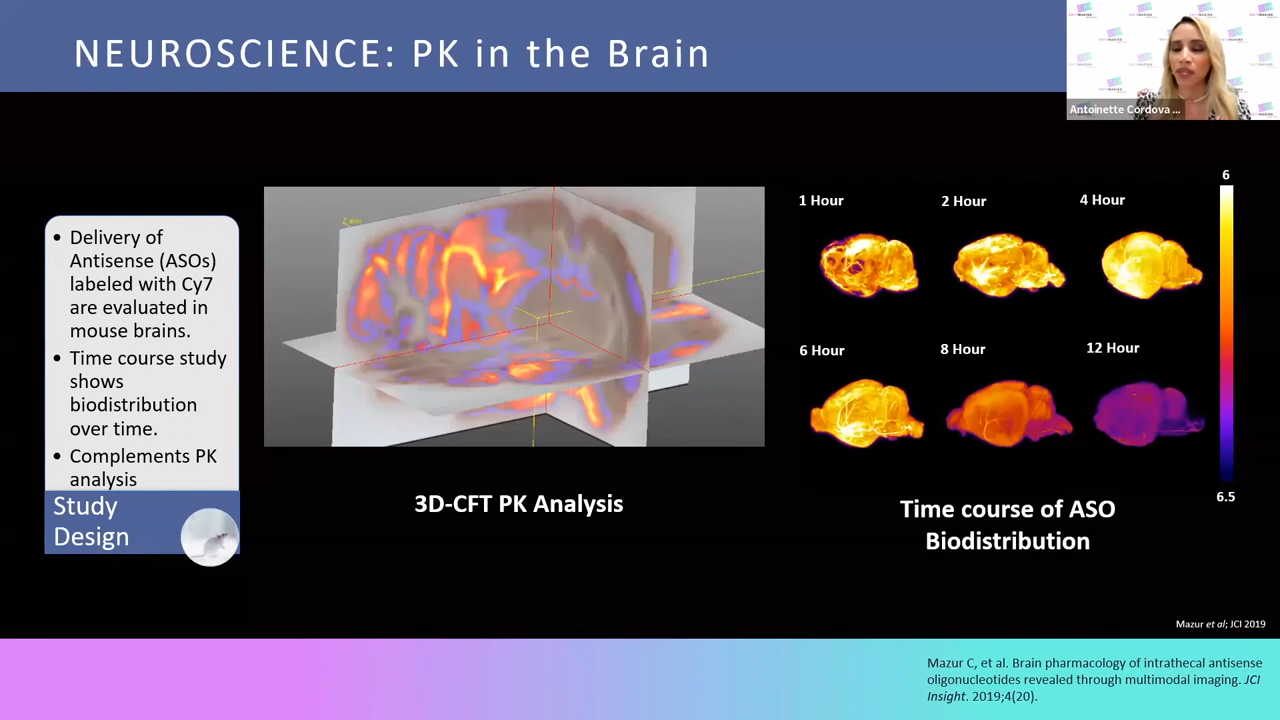 NEUROSCIENCE: PK in the Brain
Antoinette Cordova ...
• Delivery of
Antisense (ASOs)
labeled with Cy7
are evaluated in
mouse brains.
• Time course study
shows
biodistribution
over time.
• Complements PK
analysis
Study
Design
3D-CFT PK Analysis
1 Hour
2 Hour
4 Hour
6 Hour
8 Hour
12 Hour
6
6.5
Time course of ASO
Biodistribution
Mazur et al; JCI 2019
Mazur C, et al. Brain pharmacology of intrathecal antisense
oligonucleotides revealed through multimodal imaging. JCI
Insight. 2019;4(20).